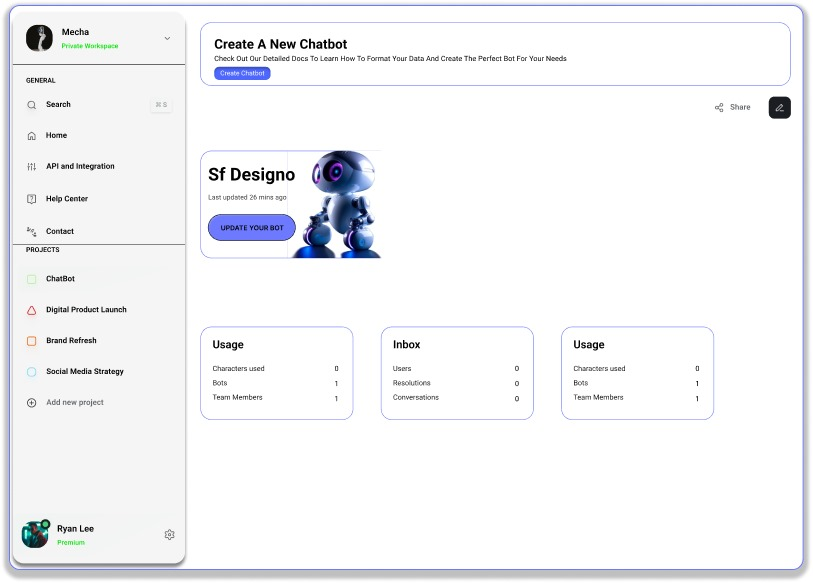 Mecha
Private Workspace
GENERAL
Search
⌘ S
Home
API and Integration
Help Center
Contact
PROJECTS
ChatBot
Digital Product Launch
Brand Refresh
Social Media Strategy
Add new project
Ryan Lee
Premium
Create A New Chatbot
Check Out Our Detailed Docs To Learn How To Format Your Data And Create The Perfect Bot For Your Needs
Create Chatbot
Share
Sf Designo
Last updated 26 mins ago
UPDATE YOUR BOT
Usage
Characters used 0
Bots 1
Team Members 1
Inbox
Users 0
Resolutions 0
Conversations 0
Usage
Characters used 0
Bots 1
Team Members 1